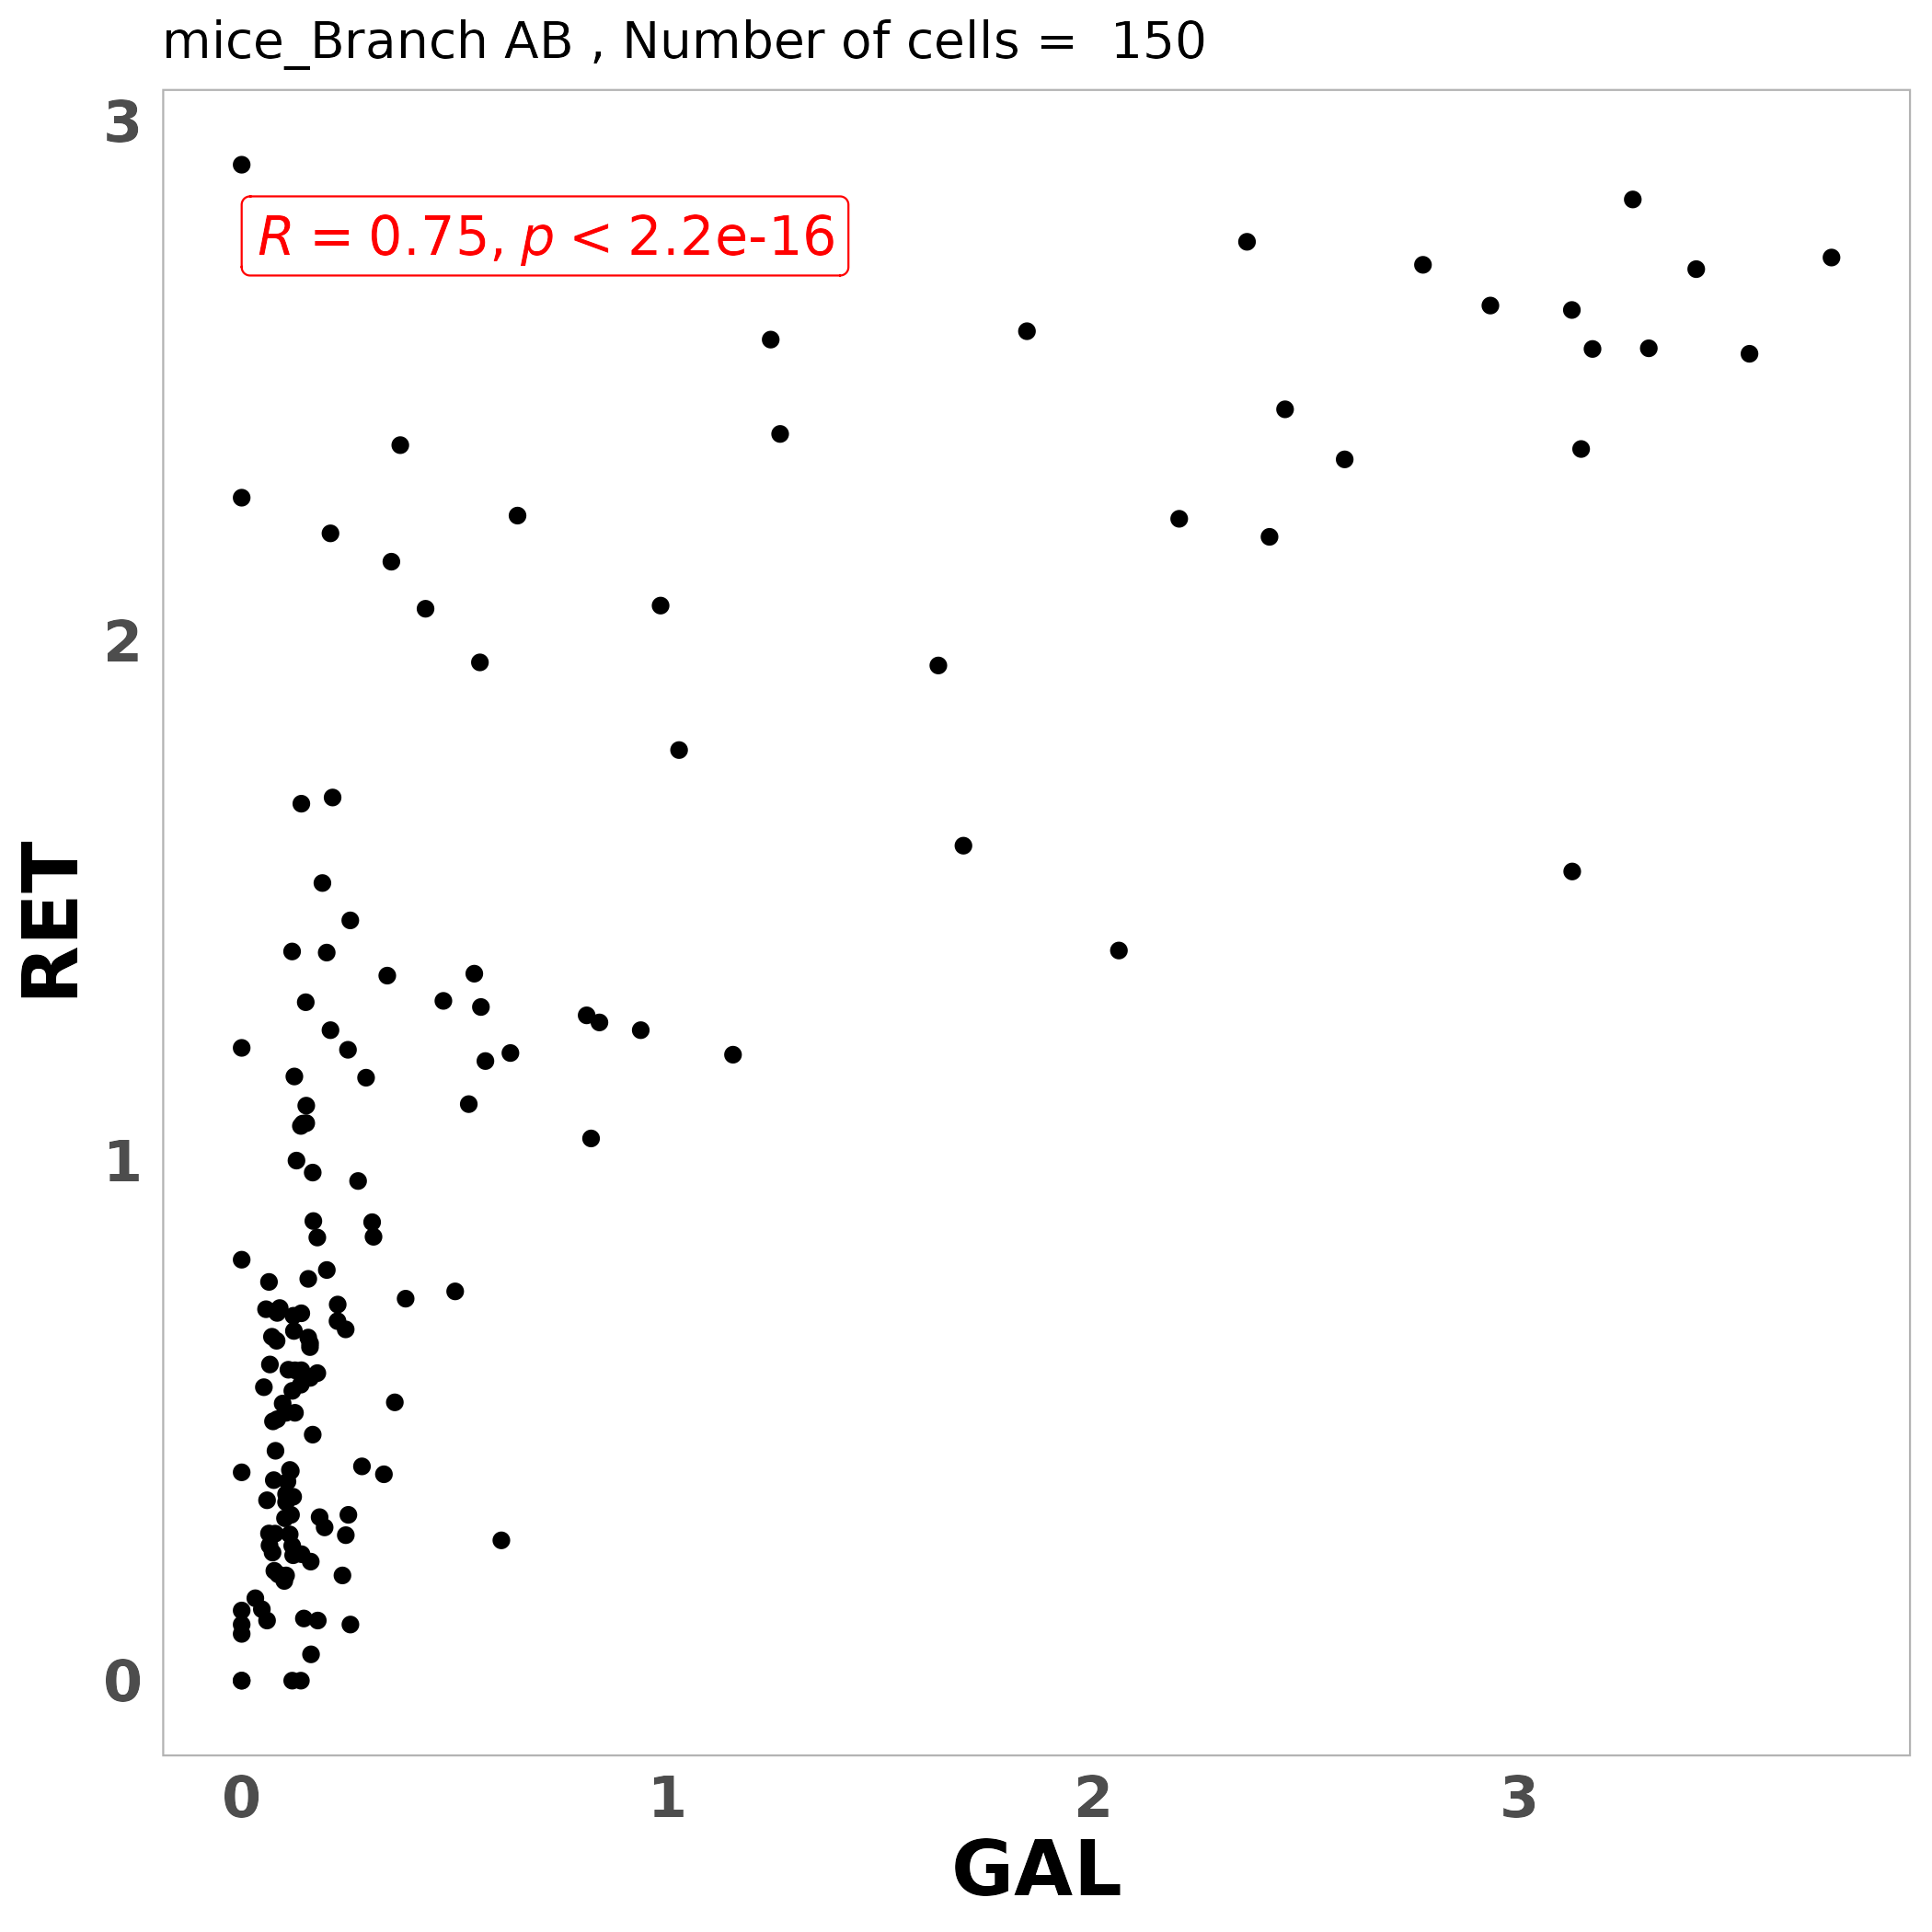 mice_Branch AB , Number of cells =  150
3
R = 0.75, p < 2.2e-16
2
RET
1
0
0 1 2 3
GAL